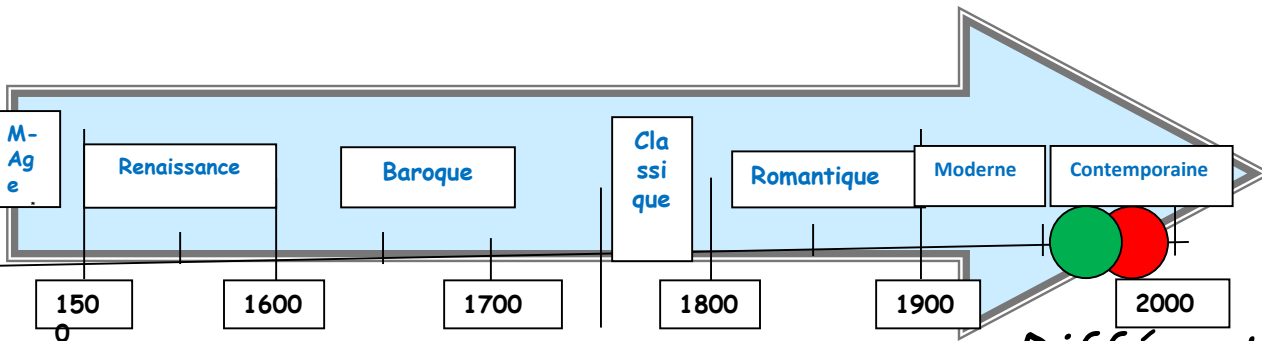 M-
Ag
e
Renaissance
Baroque
Cla
ssi
que
Romantique
Moderne
Contemporaine
150
0
1600
1700
1800
1900
2000